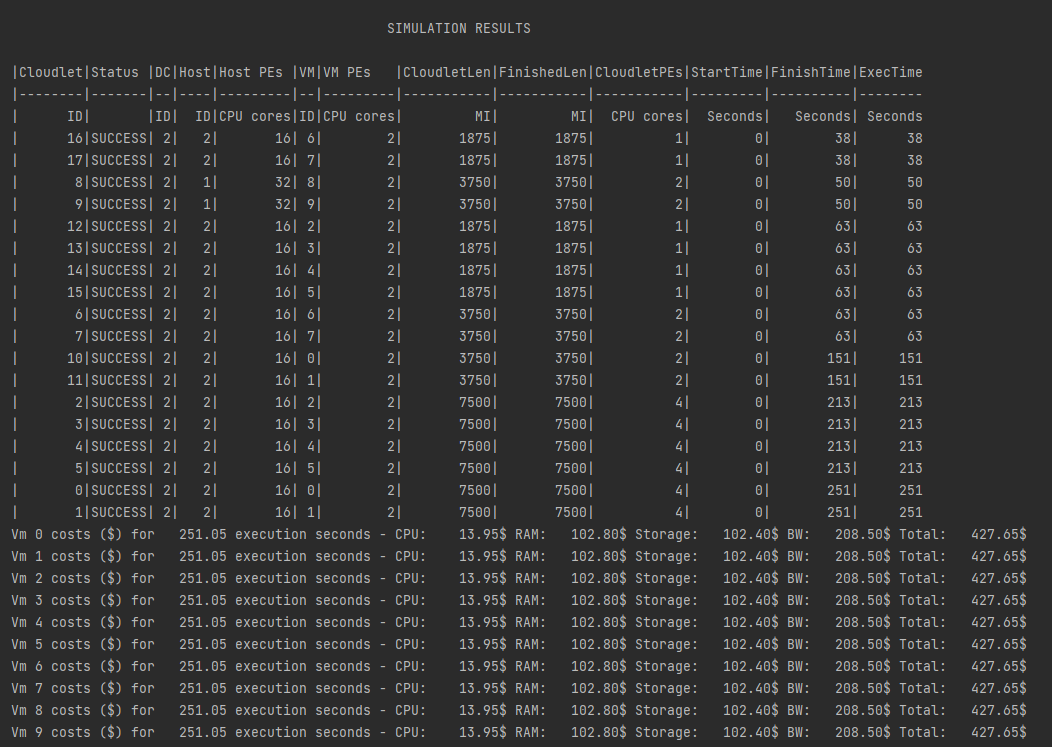 SIMULATION RESULTS
|Cloudlet|Status |DC|Host|Host PEs |VM|VM PEs   |CloudletLen|FinishedLen|CloudletPEs|StartTime|FinishTime|ExecTime
|--------|-------|--|----|---------|--|---------|-----------|-----------|-----------|---------|----------|--------
|      ID|       |ID|  ID|CPU cores|ID|CPU cores|         MI|         MI|  CPU cores|  Seconds|   Seconds| Seconds
|      16|SUCCESS| 2|   2|       16| 6|        2|       1875|       1875|          1|        0|        38|      38
|      17|SUCCESS| 2|   2|       16| 7|        2|       1875|       1875|          1|        0|        38|      38
|       8|SUCCESS| 2|   1|       32| 8|        2|       3750|       3750|          2|        0|        50|      50
|       9|SUCCESS| 2|   1|       32| 9|        2|       3750|       3750|          2|        0|        50|      50
|      12|SUCCESS| 2|   2|       16| 2|        2|       1875|       1875|          1|        0|        63|      63
|      13|SUCCESS| 2|   2|       16| 3|        2|       1875|       1875|          1|        0|        63|      63
|      14|SUCCESS| 2|   2|       16| 4|        2|       1875|       1875|          1|        0|        63|      63
|      15|SUCCESS| 2|   2|       16| 5|        2|       1875|       1875|          1|        0|        63|      63
|       6|SUCCESS| 2|   2|       16| 6|        2|       3750|       3750|          2|        0|        63|      63
|       7|SUCCESS| 2|   2|       16| 7|        2|       3750|       3750|          2|        0|        63|      63
|      10|SUCCESS| 2|   2|       16| 0|        2|       3750|       3750|          2|        0|       151|     151
|      11|SUCCESS| 2|   2|       16| 1|        2|       3750|       3750|          2|        0|       151|     151
|       2|SUCCESS| 2|   2|       16| 2|        2|       7500|       7500|          4|        0|       213|     213
|       3|SUCCESS| 2|   2|       16| 3|        2|       7500|       7500|          4|        0|       213|     213
|       4|SUCCESS| 2|   2|       16| 4|        2|       7500|       7500|          4|        0|       213|     213
|       5|SUCCESS| 2|   2|       16| 5|        2|       7500|       7500|          4|        0|       213|     213
|       0|SUCCESS| 2|   2|       16| 0|        2|       7500|       7500|          4|        0|       251|     251
|       1|SUCCESS| 2|   2|       16| 1|        2|       7500|       7500|          4|        0|       251|     251
Vm 0 costs ($) for   251.05 execution seconds - CPU:    13.95$ RAM:   102.80$ Storage:   102.40$ BW:   208.50$ Total:   427.65$
Vm 1 costs ($) for   251.05 execution seconds - CPU:    13.95$ RAM:   102.80$ Storage:   102.40$ BW:   208.50$ Total:   427.65$
Vm 2 costs ($) for   251.05 execution seconds - CPU:    13.95$ RAM:   102.80$ Storage:   102.40$ BW:   208.50$ Total:   427.65$
Vm 3 costs ($) for   251.05 execution seconds - CPU:    13.95$ RAM:   102.80$ Storage:   102.40$ BW:   208.50$ Total:   427.65$
Vm 4 costs ($) for   251.05 execution seconds - CPU:    13.95$ RAM:   102.80$ Storage:   102.40$ BW:   208.50$ Total:   427.65$
Vm 5 costs ($) for   251.05 execution seconds - CPU:    13.95$ RAM:   102.80$ Storage:   102.40$ BW:   208.50$ Total:   427.65$
Vm 6 costs ($) for   251.05 execution seconds - CPU:    13.95$ RAM:   102.80$ Storage:   102.40$ BW:   208.50$ Total:   427.65$
Vm 7 costs ($) for   251.05 execution seconds - CPU:    13.95$ RAM:   102.80$ Storage:   102.40$ BW:   208.50$ Total:   427.65$
Vm 8 costs ($) for   251.05 execution seconds - CPU:    13.95$ RAM:   102.80$ Storage:   102.40$ BW:   208.50$ Total:   427.65$
Vm 9 costs ($) for   251.05 execution seconds - CPU:    13.95$ RAM:   102.80$ Storage:   102.40$ BW:   208.50$ Total:   427.65$